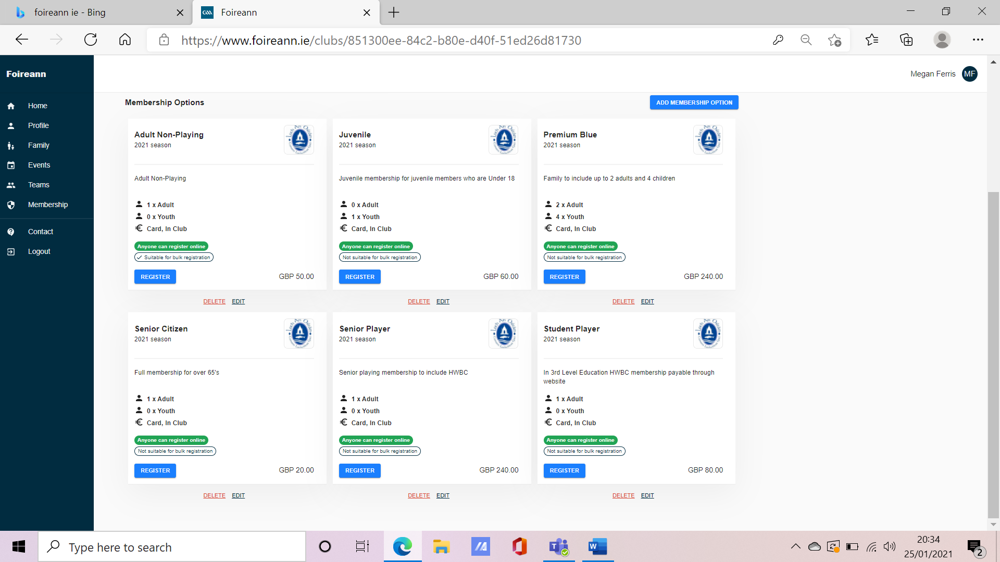 foireann ie - Bing
Foireann
https://www.foireann.ie/clubs/851300ee-84c2-b80e-d40f-51ed26d81730
Foireann
Megan Ferris MF
Home
Profile
Family
Events
Teams
Membership
Contact
Logout
Membership Options
ADD MEMBERSHIP OPTION
Adult Non-Playing
2021 season
Adult Non-Playing
1 x Adult
0 x Youth
Card, In Club
Anyone can register online
Suitable for bulk registration
REGISTER
GBP 50.00
DELETE EDIT
Juvenile
2021 season
Juvenile membership for juvenile members who are Under 18
0 x Adult
1 x Youth
Card, In Club
Anyone can register online
Not suitable for bulk registration
REGISTER
GBP 60.00
DELETE EDIT
Premium Blue
2021 season
Family to include up to 2 adults and 4 children
2 x Adult
4 x Youth
Card, In Club
Anyone can register online
Not suitable for bulk registration
REGISTER
GBP 240.00
DELETE EDIT
Senior Citizen
2021 season
Full membership for over 65's
1 x Adult
0 x Youth
Card, In Club
Anyone can register online
Not suitable for bulk registration
REGISTER
GBP 20.00
DELETE EDIT
Senior Player
2021 season
Senior playing membership to include HWBC
1 x Adult
0 x Youth
Card, In Club
Anyone can register online
Not suitable for bulk registration
REGISTER
GBP 240.00
DELETE EDIT
Student Player
2021 season
In 3rd Level Education HWBC membership payable through
website
1 x Adult
0 x Youth
Card, In Club
Anyone can register online
Not suitable for bulk registration
REGISTER
GBP 80.00
DELETE EDIT
Type here to search
20:34
25/01/2021
2